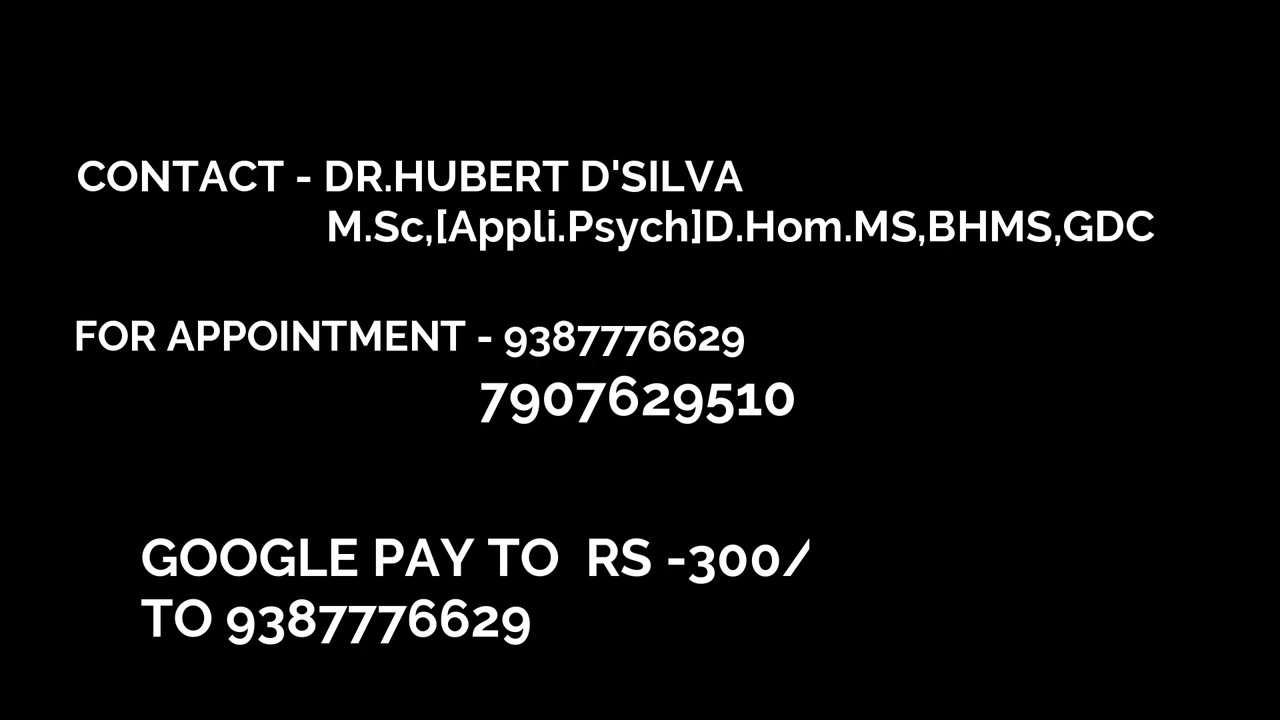 CONTACT - DR.HUBERT D'SILVA
M.Sc,[Appli.Psych]D.Hom.MS,BHMS,GDC
FOR APPOINTMENT - 9387776629
7907629510
GOOGLE PAY TO RS -300/
TO 9387776629